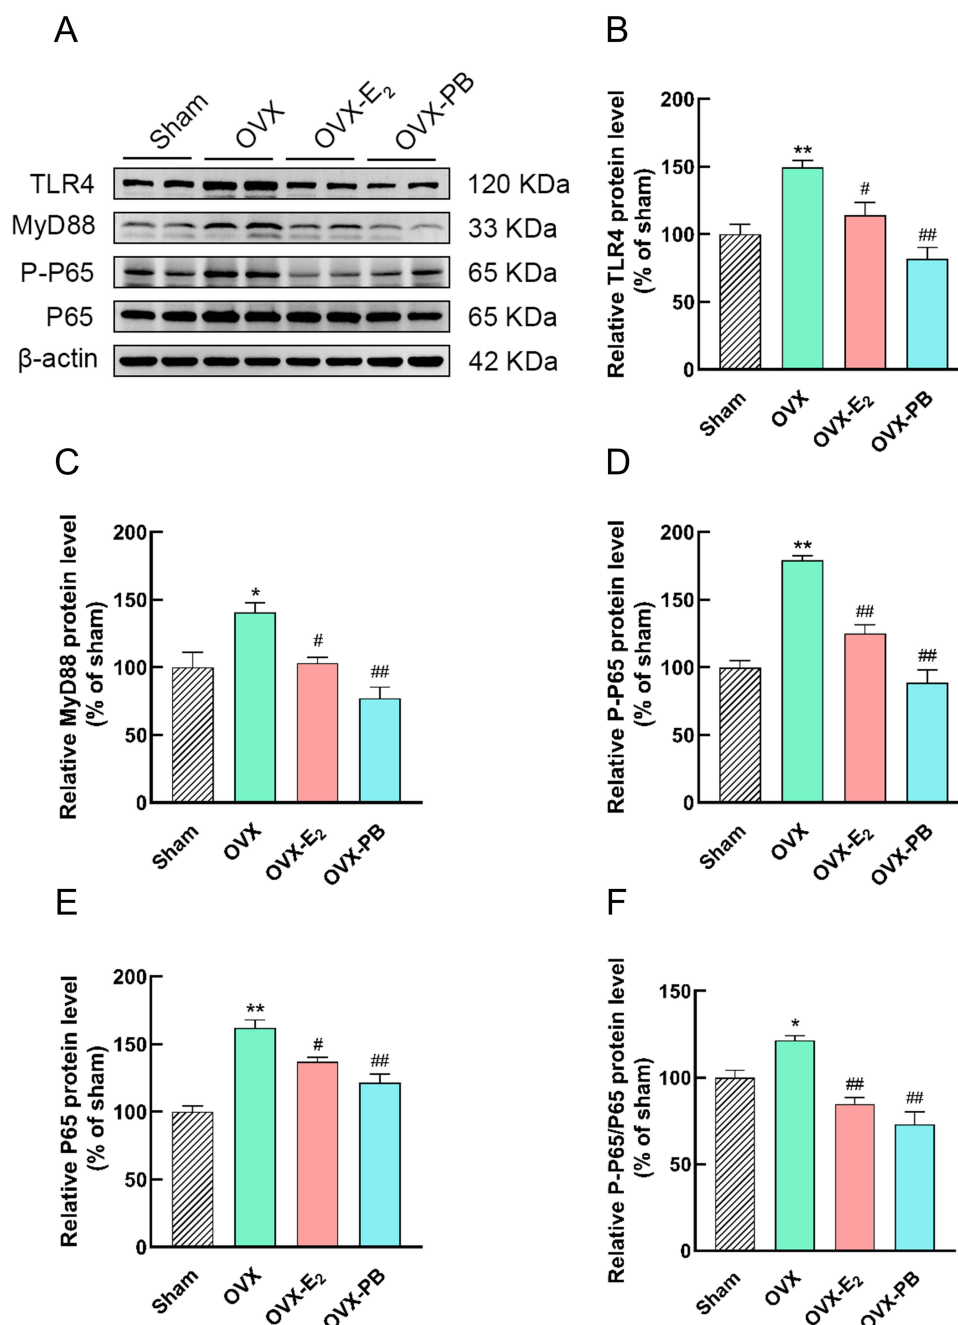 A
Sham
OVX
OVX-E₂
OVX-PB
TLR4
120 KDa
MyD88
33 KDa
P-P65
65 KDa
P65
65 KDa
β-actin
42 KDa
B
Relative TLR4 protein level
(% of sham)
200
150
100
50
0
**
#
##
Sham
OVX
OVX-E₂
OVX-PB
C
Relative MyD88 protein level
(% of sham)
200
150
100
50
0
*
#
##
Sham
OVX
OVX-E₂
OVX-PB
D
Relative P-P65 protein level
(% of sham)
200
150
100
50
0
**
##
##
Sham
OVX
OVX-E₂
OVX-PB
E
Relative P65 protein level
(% of sham)
200
150
100
50
0
**
#
##
Sham
OVX
OVX-E₂
OVX-PB
F
Relative P-P65/P65 protein level
(% of sham)
150
100
50
0
*
##
##
Sham
OVX
OVX-E₂
OVX-PB